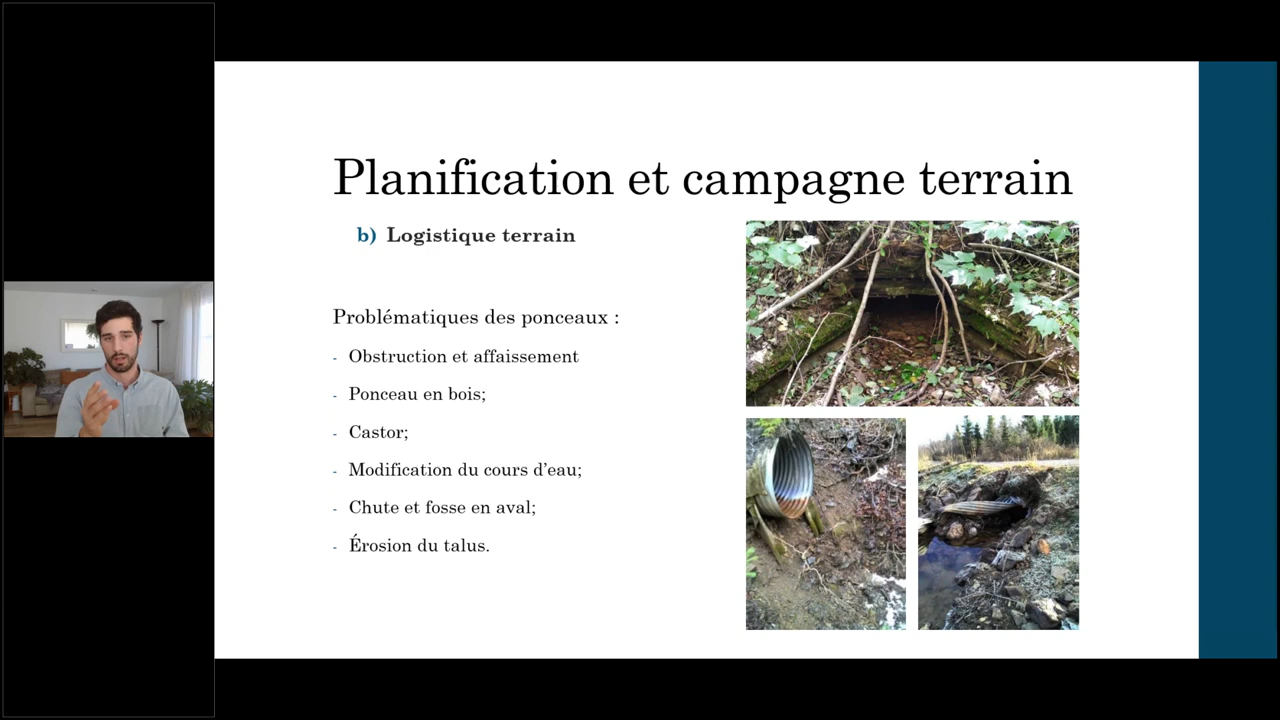 Planification et campagne terrain
b) Logistique terrain
Problématiques des ponceaux :
- Obstruction et affaissement
- Ponceau en bois;
- Castor;
- Modification du cours d’eau;
- Chute et fosse en aval;
- Érosion du talus.